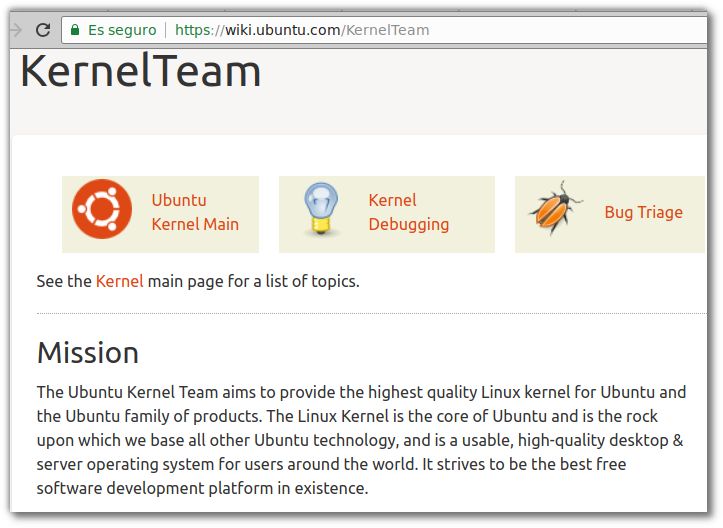 Es seguro | https://wiki.ubuntu.com/KernelTeam
KernelTeam
Ubuntu
Kernel Main
Kernel
Debugging
Bug Triage
See the Kernel main page for a list of topics.
Mission
The Ubuntu Kernel Team aims to provide the highest quality Linux kernel for Ubuntu and
the Ubuntu family of products. The Linux Kernel is the core of Ubuntu and is the rock
upon which we base all other Ubuntu technology, and is a usable, high-quality desktop &
server operating system for users around the world. It strives to be the best free
software development platform in existence.